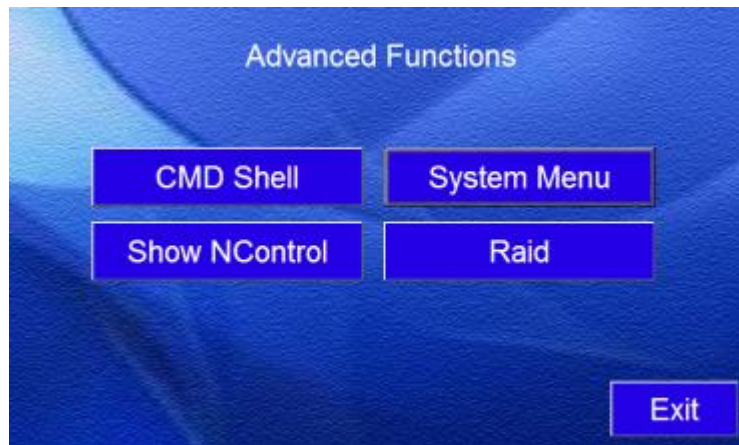 Advanced Functions
CMD Shell
System Menu
Show NControl
Raid
Exit